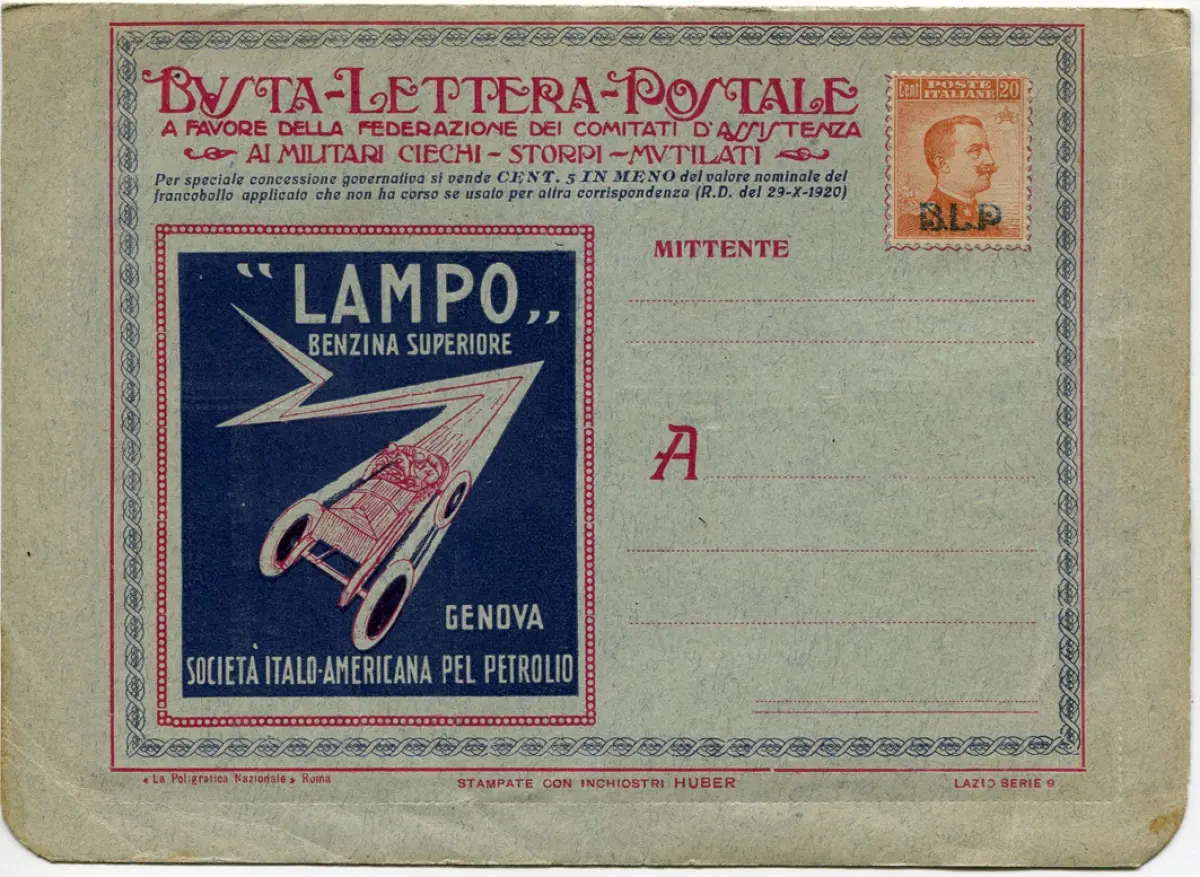 BUSTA-LETTERA-POSTALE
A FAVORE DELLA FEDERAZIONE DEI COMITATI D'ASSISTENZA
AI MILITARI CIECHI - STORPI - MVTILATI
Per speciale concessione governativa si vende CENT. 5 IN MENO del valore nominale del
francobollo applicato che non ha corso se usato per altra corrispondenza (R.D. del 29-X-1920)
Cent POSTE ITALIANE 20
B.L.P
MITTENTE
"LAMPO„
BENZINA SUPERIORE
A
GENOVA
SOCIETÀ ITALO-AMERICANA PEL PETROLIO
« La Poligrafica Nazionale » Roma
STAMPATE CON INCHIOSTRI HUBER
LAZIO SERIE 9